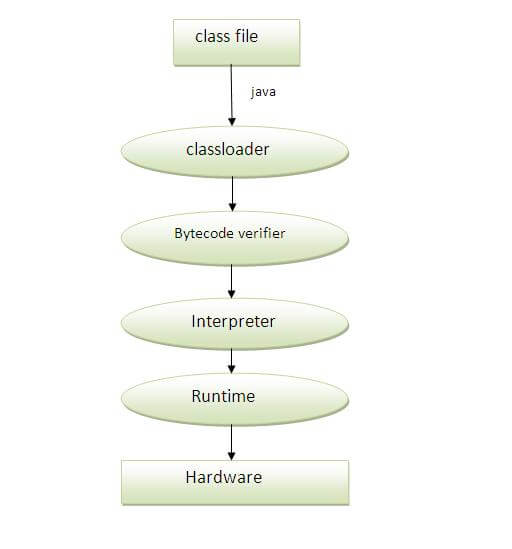 class file
java
classloader
Bytecode verifier
Interpreter
Runtime
Hardware